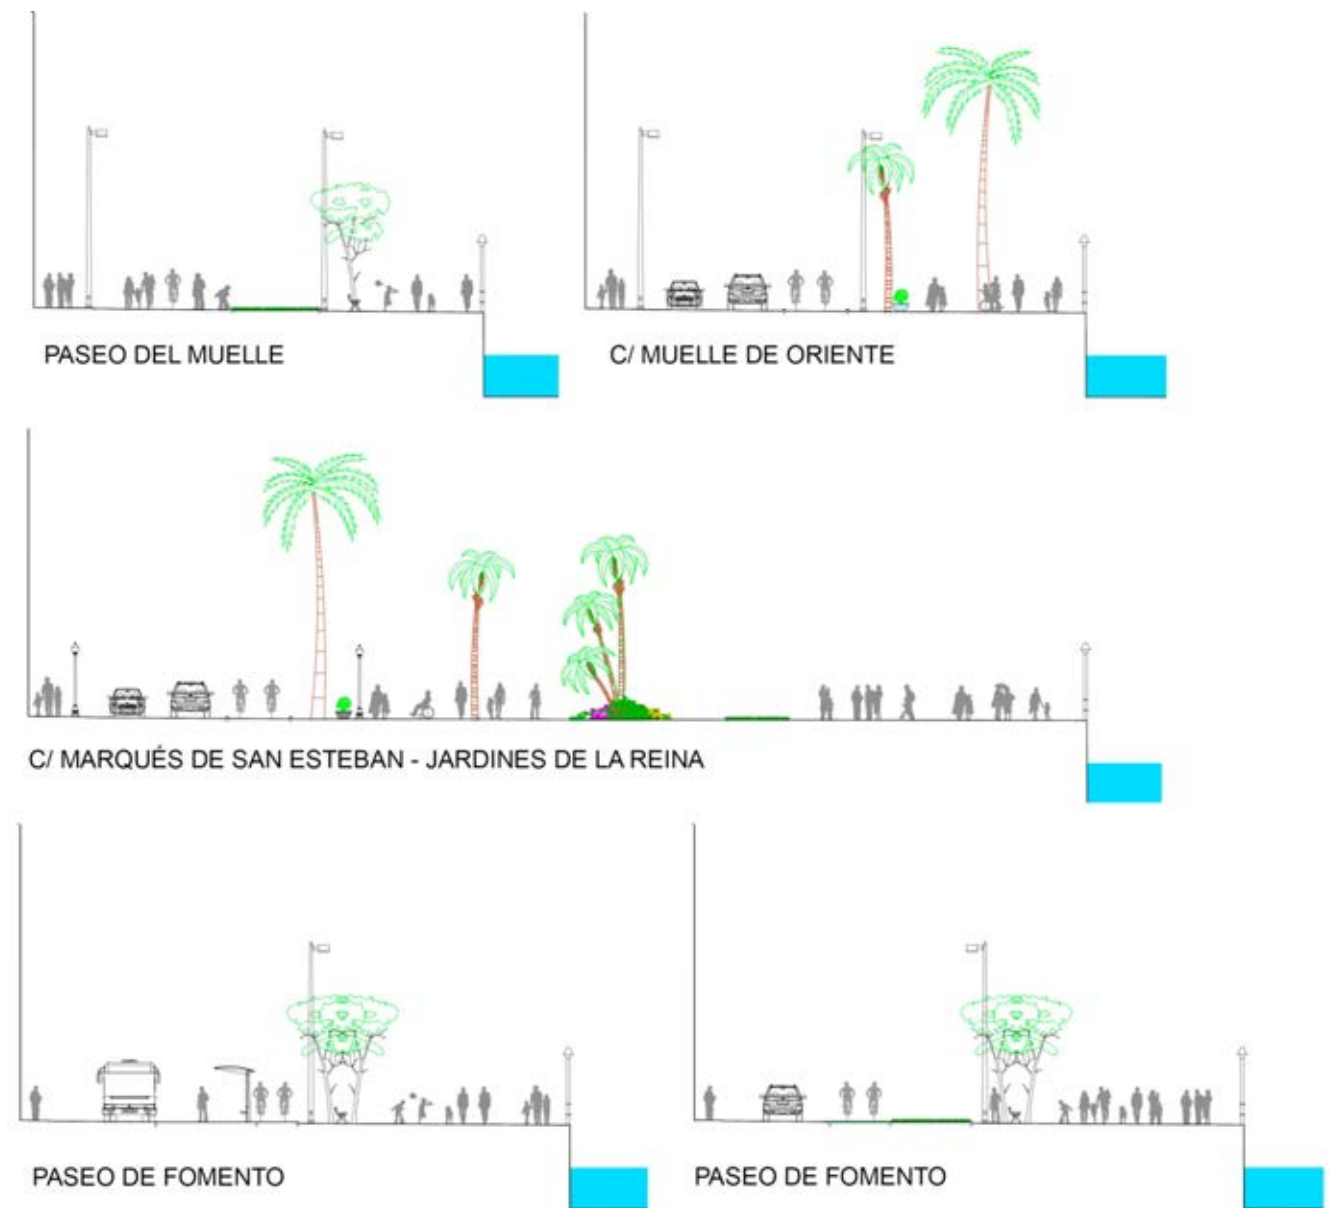 PASEO DEL MUELLE
C/ MUELLE DE ORIENTE
C/ MARQUÉS DE SAN ESTEBAN - JARDINES DE LA REINA
PASEO DE FOMENTO
PASEO DE FOMENTO